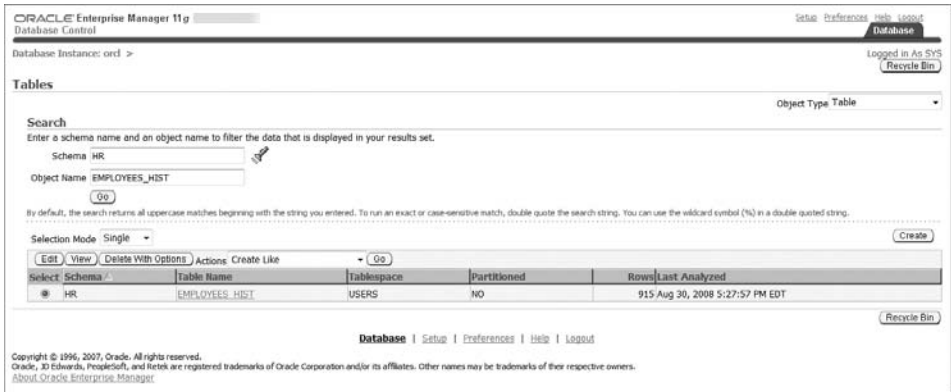 ORACLE Enterprise Manager 11g
Database Control
Setup Preferences Help Logout
Database
Database Instance: orcl >
Logged in As SYS
Recycle Bin
Tables
Object Type Table
Search
Enter a schema name and an object name to filter the data that is displayed in your results set.
Schema HR
Object Name EMPLOYEES_HIST
Go
By default, the search returns all uppercase matches beginning with the string you entered. To run an exact or case-sensitive match, double quote the search string. You can use the wildcard symbol (%) in a double quoted string.
Selection Mode Single
Create
Edit View Delete With Options Actions Create Like Go
Select Schema Table Name Tablespace Partitioned Rows Last Analyzed
HR EMPLOYEES_HIST USERS NO 915 Aug 30, 2008 5:27:57 PM EDT
Recycle Bin
Database | Setup | Preferences | Help | Logout
Copyright © 1996, 2007, Oracle. All rights reserved.
Oracle, JD Edwards, PeopleSoft, and Retek are registered trademarks of Oracle Corporation and/or its affiliates. Other names may be trademarks of their respective owners.
About Oracle Enterprise Manager